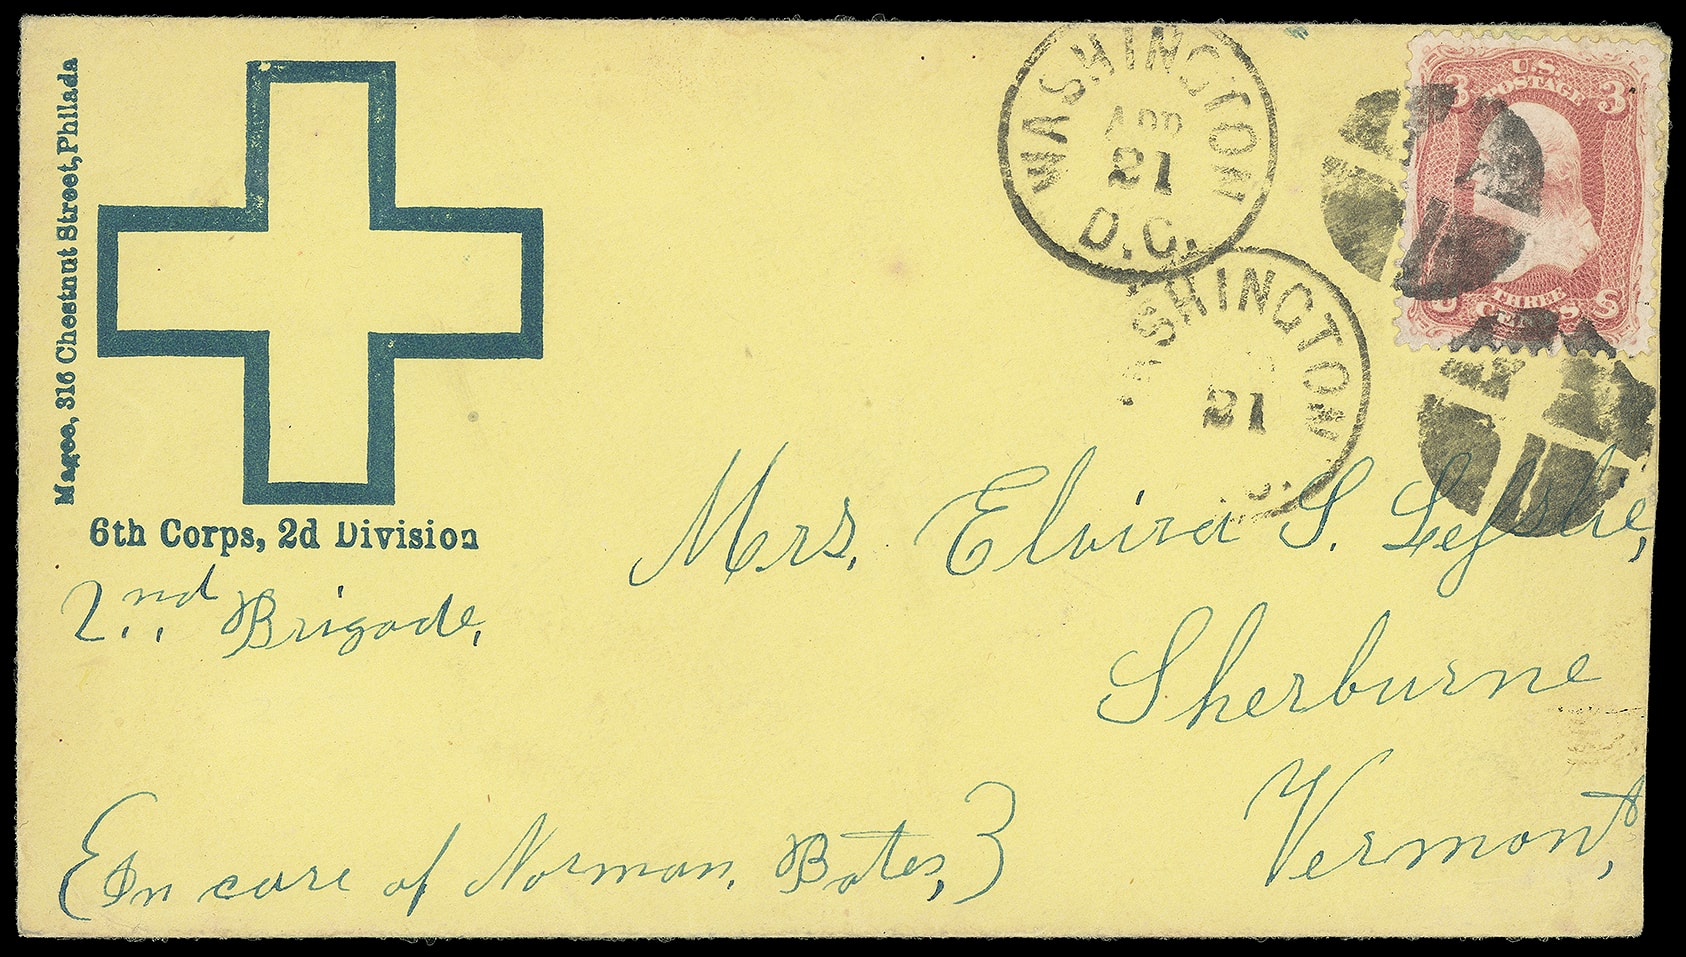 Magee, 316 Chestnut Street, Philada
6th Corps, 2d Division
2nd Brigade,
WASHINGTON
APR
21
D.C.
WASHINGTON
21
U.S.
POSTAGE
3 3
THREE
CENTS
U S
Mrs. Elvira S.
Sherburne
Vermont,
{In care of Norman. Bates,}